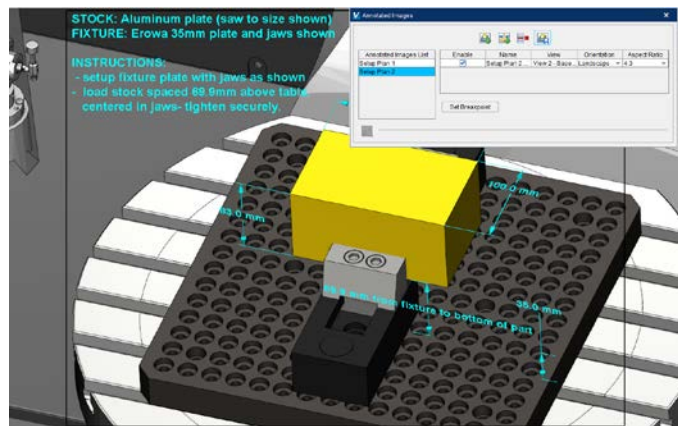 STOCK: Aluminum plate (saw to size shown)
FIXTURE: Erowa 35mm plate and jaws shown
INSTRUCTIONS:
- setup fixture plate with jaws as shown
- load stock spaced 69.9mm above table
centered in jaws- tighten securely.
Annotated Images
Annotated Images List
Setup Plan 1
Setup Plan 2
Enable Name View Orientation Aspect Ratio
Setup Plan 2 ... View 2 - Base... Landscape 4:3
Set Breakpoint
100.0 mm
63.0 mm
69.9 mm from fixture to bottom of part
35.0 mm